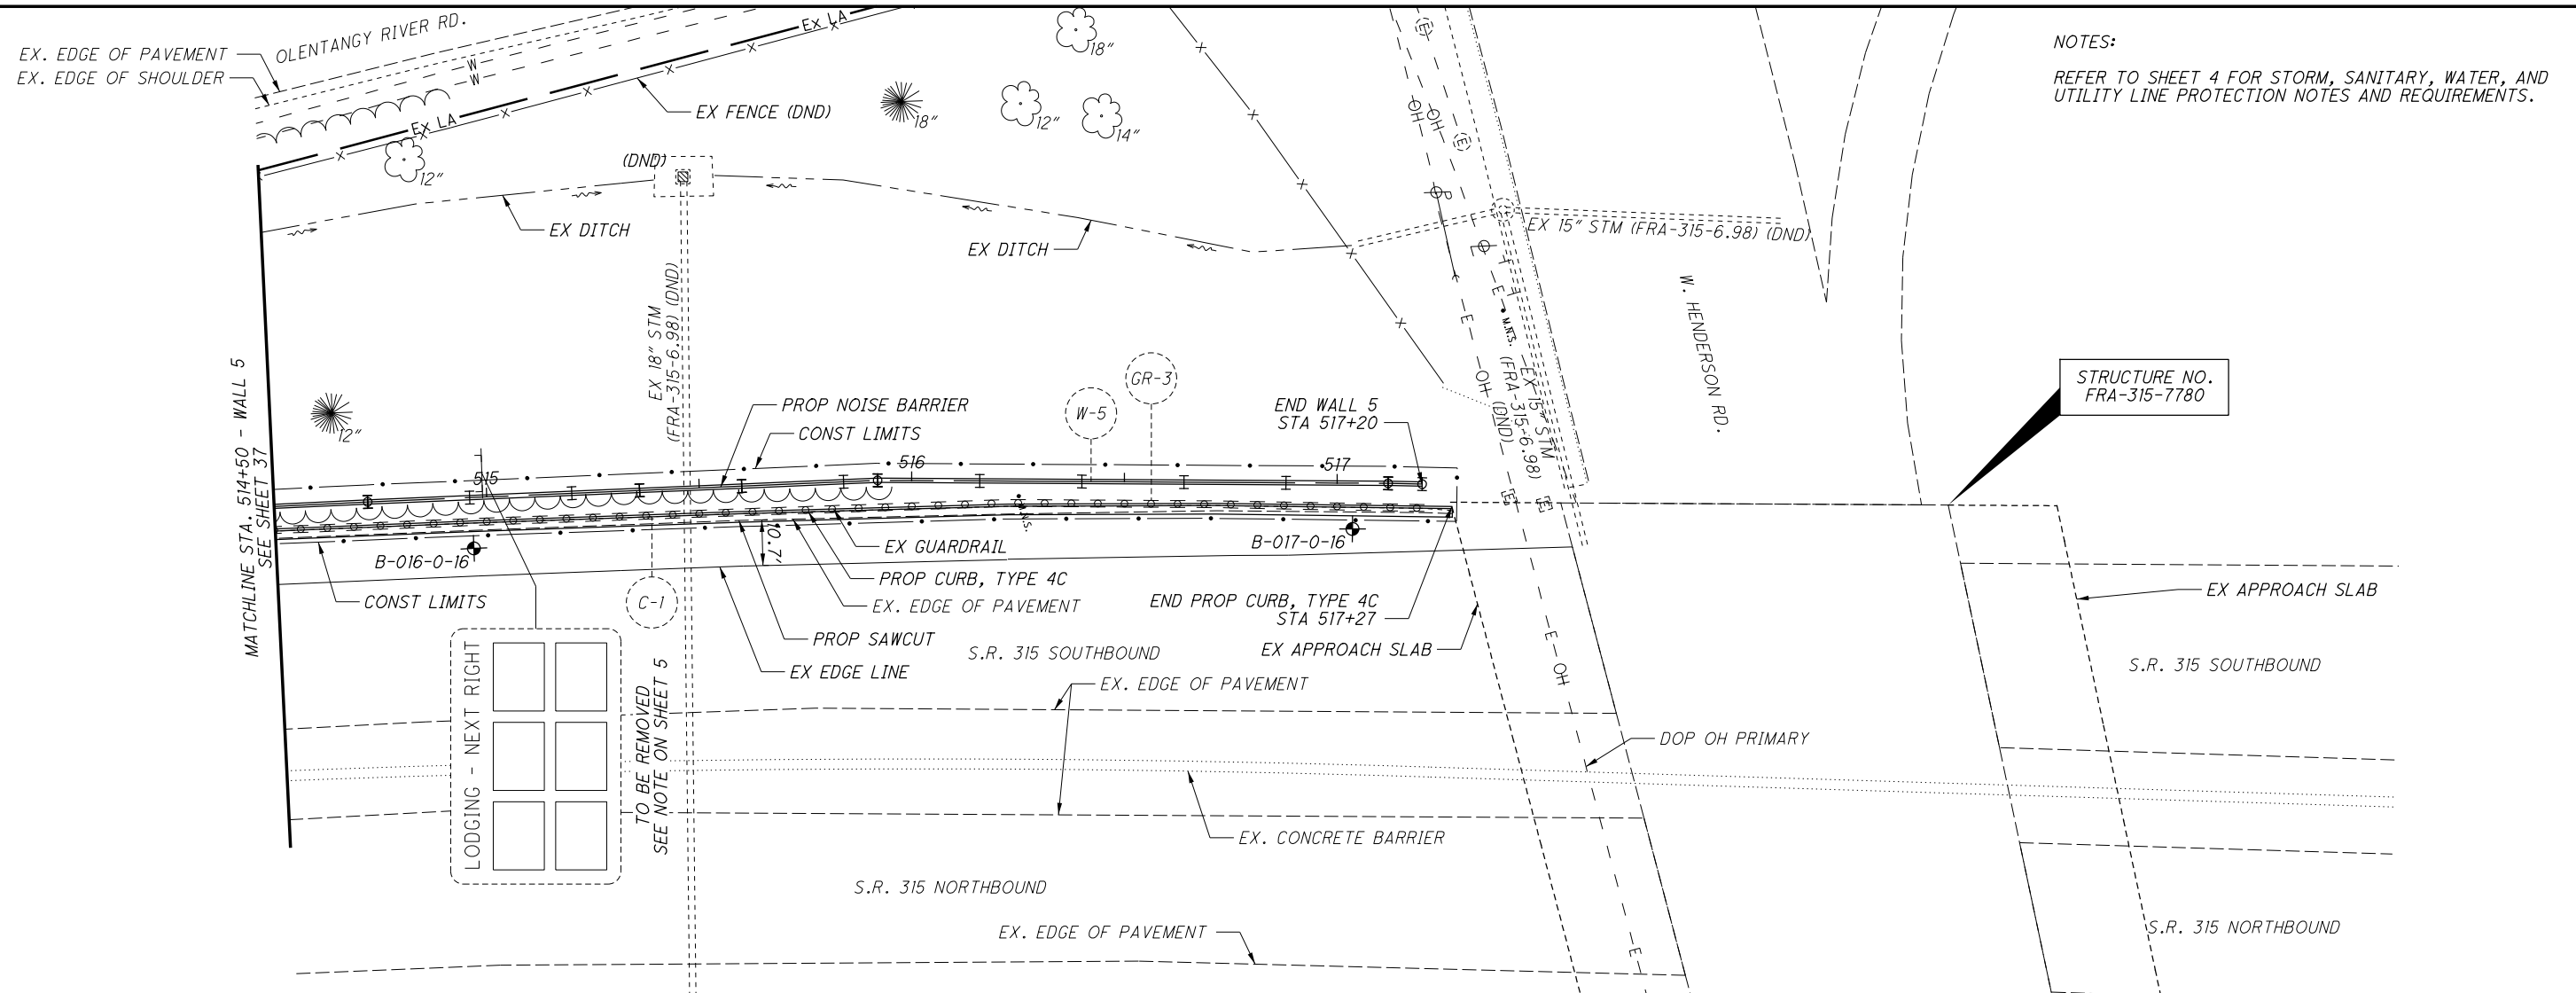 OLENTANGY RIVER RD.
EX. EDGE OF PAVEMENT
EX. EDGE OF SHOULDER
W
W
EX LA
EX LA
EX FENCE (DND)
12"
18"
18"
12"
14"
(DND)
EX DITCH
EX DITCH
NOTES:
REFER TO SHEET 4 FOR STORM, SANITARY, WATER, AND
UTILITY LINE PROTECTION NOTES AND REQUIREMENTS.
E
E
OH
OH
EX 15" STM (FRA-315-6.98) (DND)
EX 18" STM
(FRA-315-6.98) (DND)
W. HENDERSON RD.
STRUCTURE NO.
FRA-315-7780
12"
MATCHLINE STA. 514+50 - WALL 5
SEE SHEET 37
PROP NOISE BARRIER
CONST LIMITS
W-5
GR-3
END WALL 5
STA 517+20
T
T
E
E
M.N.S.
EX 15" STM
(FRA-315-6.98)
(DND)
OH
515
516
517
E
E
B-016-0-16
B-017-0-16
10.7'
EX GUARDRAIL
PROP CURB, TYPE 4C
EX. EDGE OF PAVEMENT
PROP SAWCUT
EX EDGE LINE
CONST LIMITS
C-1
END PROP CURB, TYPE 4C
STA 517+27
EX APPROACH SLAB
EX APPROACH SLAB
S.R. 315 SOUTHBOUND
S.R. 315 SOUTHBOUND
EX. EDGE OF PAVEMENT
E
OH
LODGING - NEXT RIGHT
TO BE REMOVED
SEE NOTE ON SHEET 5
DOP OH PRIMARY
EX. CONCRETE BARRIER
S.R. 315 NORTHBOUND
S.R. 315 NORTHBOUND
EX. EDGE OF PAVEMENT
E